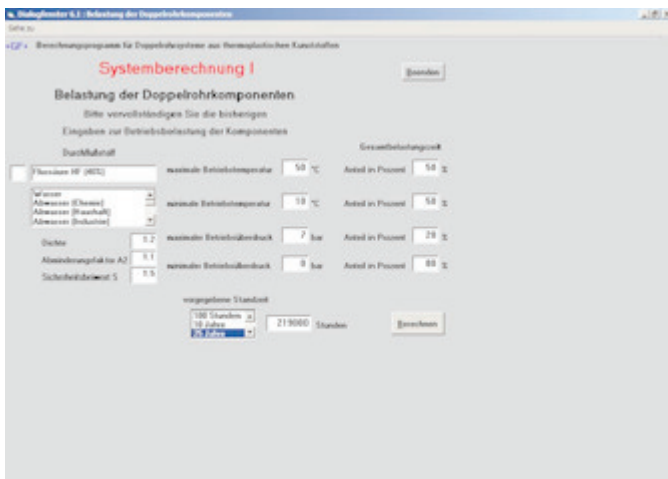 Dialogfenster 6.1 : Belastung der Doppelrohrkomponenten
Gehe zu
Berechnungsprogramm für Doppelrohrsysteme aus thermoplastischen Kunststoffen
Systemberechnung I
Beenden
Belastung der Doppelrohrkomponenten
Bitte vervollständigen Sie die bisherigen
Eingaben zur Betriebsbelastung der Komponenten
Gesamtbelastungszeit
Durchflußstoff
Flussäure HF (40%) maximale Betriebstemperatur 50 °C Anteil in Prozent 50 %
Wasser
Abwasser (Chemie)
Abwasser (Haushalt)
Abwasser (Industrie)
minimale Betriebstemperatur 10 °C Anteil in Prozent 50 %
Dichte 1.2 maximaler Betriebsüberdruck 7 bar Anteil in Prozent 20 %
Abminderungsfaktor A2 1.1 minimaler Betriebsüberdruck 0 bar Anteil in Prozent 80 %
Sicherheitsbeiwert S 1.5
vorgegebene Standzeit
100 Stunden
10 Jahre
25 Jahre
219000 Stunden
Berechnen